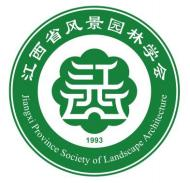 江西省风景园林学会
1993
Jiangxi Province Society of Landscape Architecture